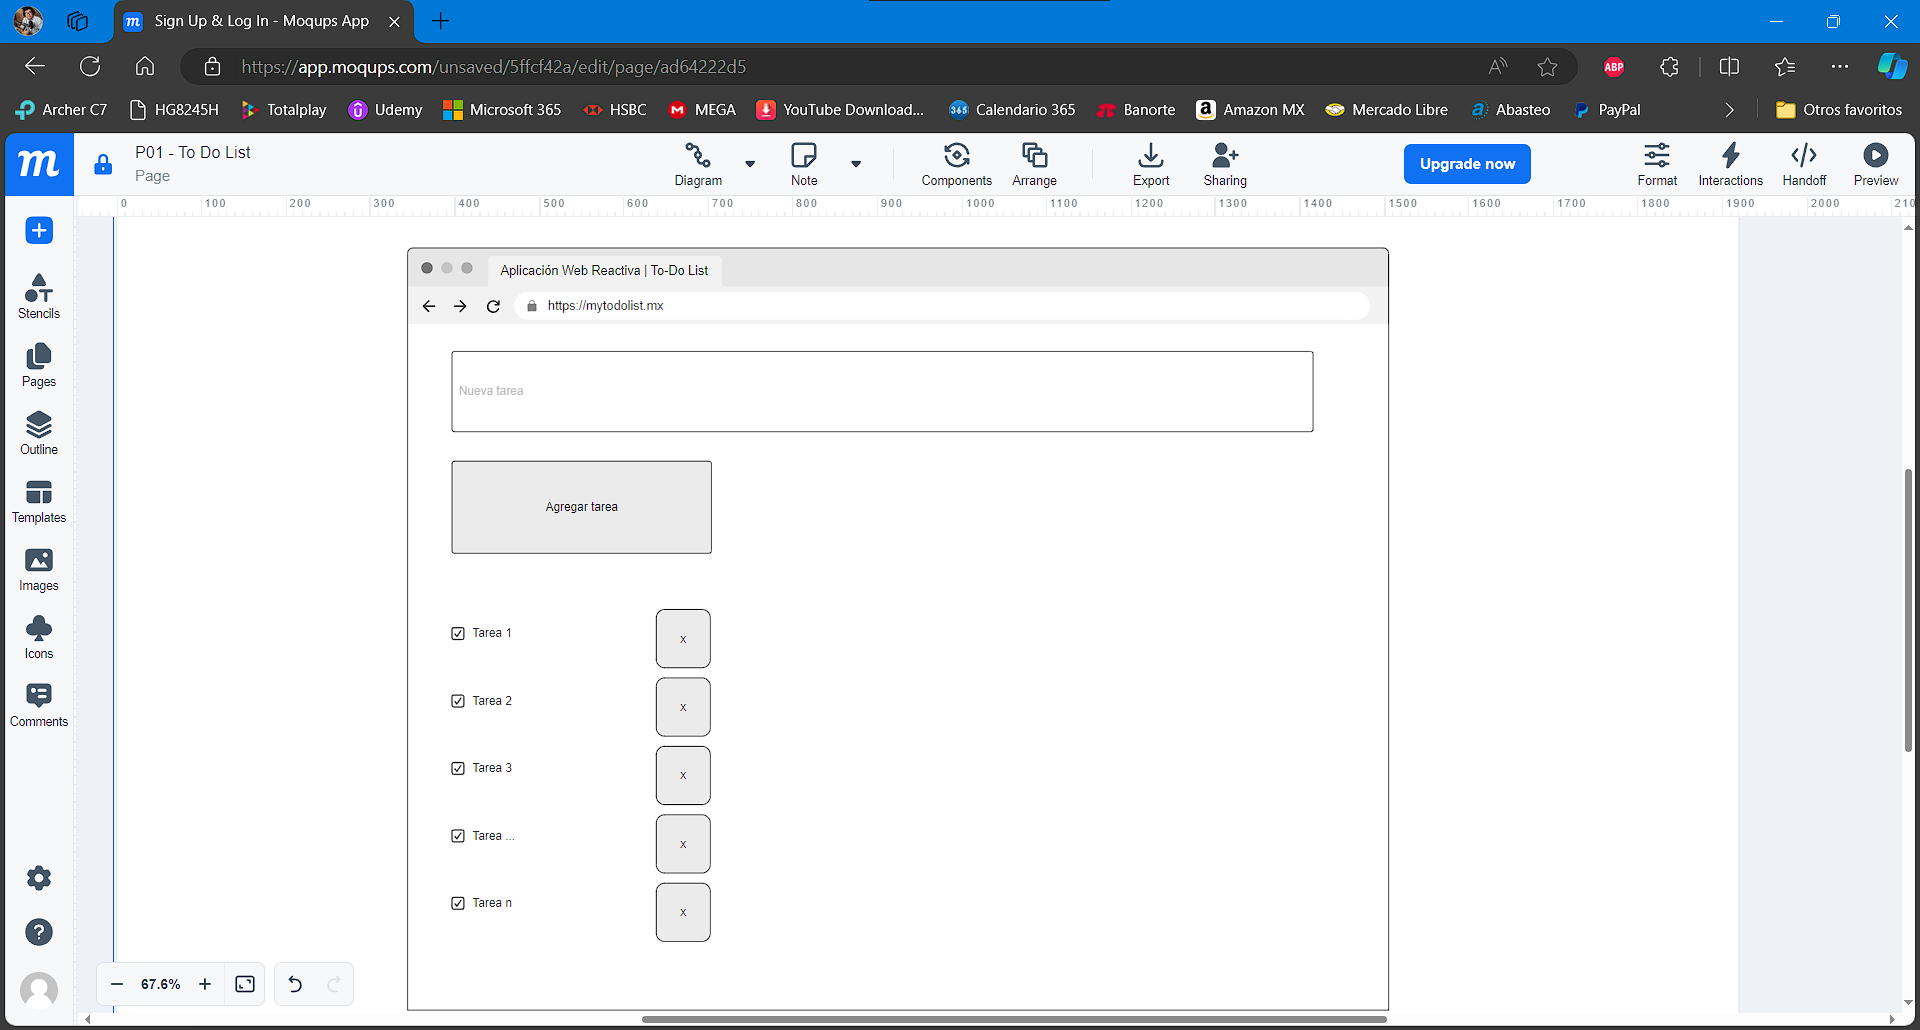 Sign Up & Log In - Moqups App
https://app.moqups.com/unsaved/5ffcf42a/edit/page/ad64222d5
ABP
Archer C7
HG8245H
Totalplay
Udemy
Microsoft 365
HSBC
MEGA
YouTube Download...
365
Calendario 365
Banorte
Amazon MX
Mercado Libre
Abasteo
PayPal
Otros favoritos
m
P01 - To Do List
Page
Diagram
Note
Components
Arrange
Export
Sharing
Upgrade now
Format
Interactions
Handoff
Preview
0 100 200 300 400 500 600 700 800 900 1000 1100 1200 1300 1400 1500 1600 1700 1800 1900 2000 210
Stencils
Pages
Outline
Templates
Images
Icons
Comments
Aplicación Web Reactiva | To-Do List
https://mytodolist.mx
Nueva tarea
Agregar tarea
Tarea 1
x
Tarea 2
x
Tarea 3
x
Tarea ...
x
Tarea n
x
67.6%